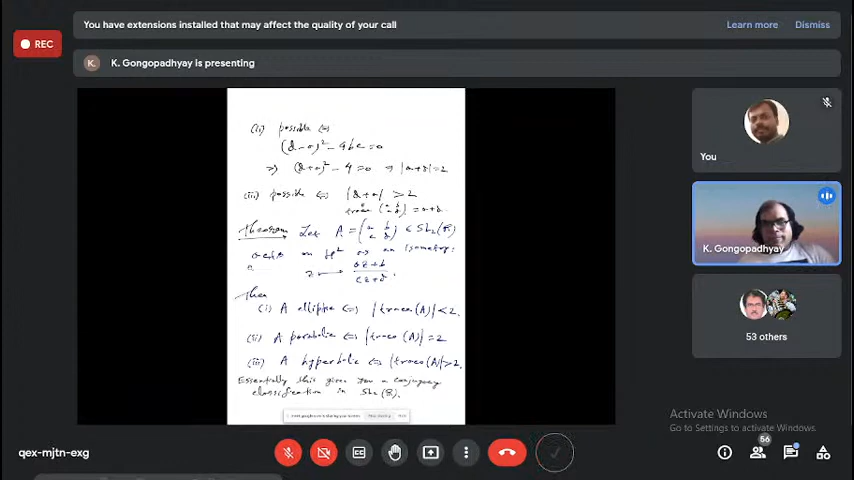 You have extensions installed that may affect the quality of your call
Learn more
Dismiss
REC
K.
K. Gongopadhyay is presenting
(ii) possible ⇔
(d-a)² - 4bc = 0
⇒ (d+a)² - 4 = 0 ⇒ |a+d| = 2
(iii) possible ⇔ |d+a| > 2
trace (a b c d) = a+d
Theorem Let A = (a b c d) ∈ SL₂(ℝ)
acts on H² as an isometry:
z → az+b / cz+d .
Then
(i) A elliptic ⇔ |trace(A)| < 2.
(ii) A parabolic ⇔ |trace(A)| = 2
(iii) A hyperbolic ⇔ |trace(A)| > 2.
Essentially this gives you a conjugacy
classification in SL₂(ℝ).
You
K. Gongopadhyay
53 others
Activate Windows
Go to Settings to activate Windows.
qex-mjtn-exg
56